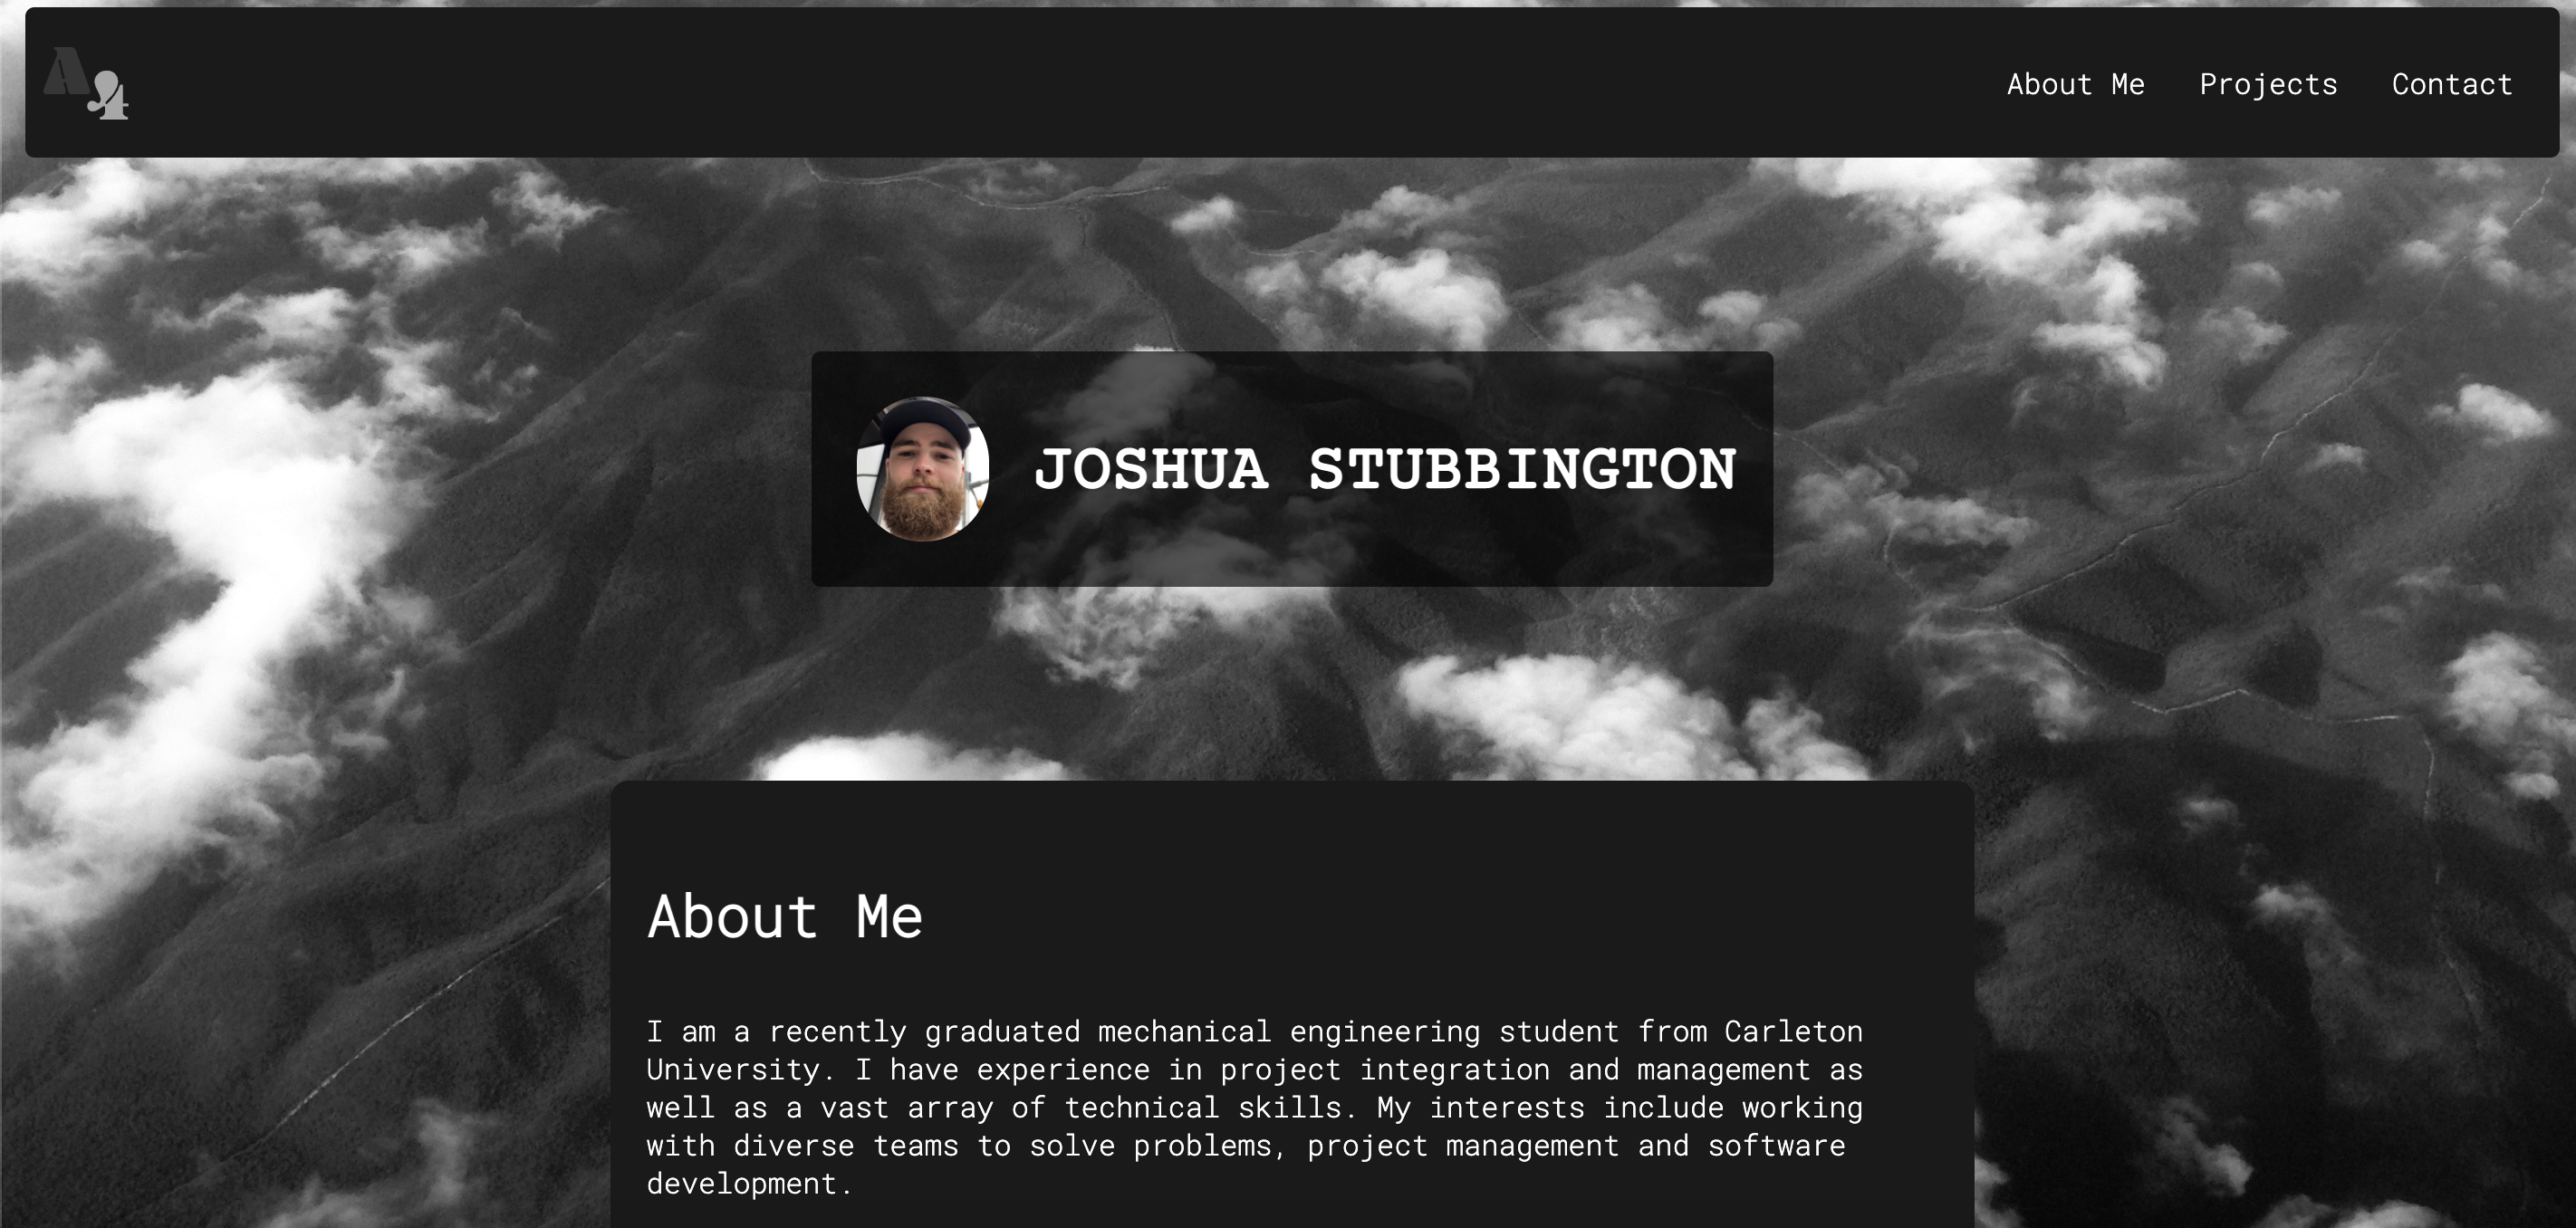 A4
About Me Projects Contact
JOSHUA STUBBINGTON
About Me
I am a recently graduated mechanical engineering student from Carleton
University. I have experience in project integration and management as
well as a vast array of technical skills. My interests include working
with diverse teams to solve problems, project management and software
development.